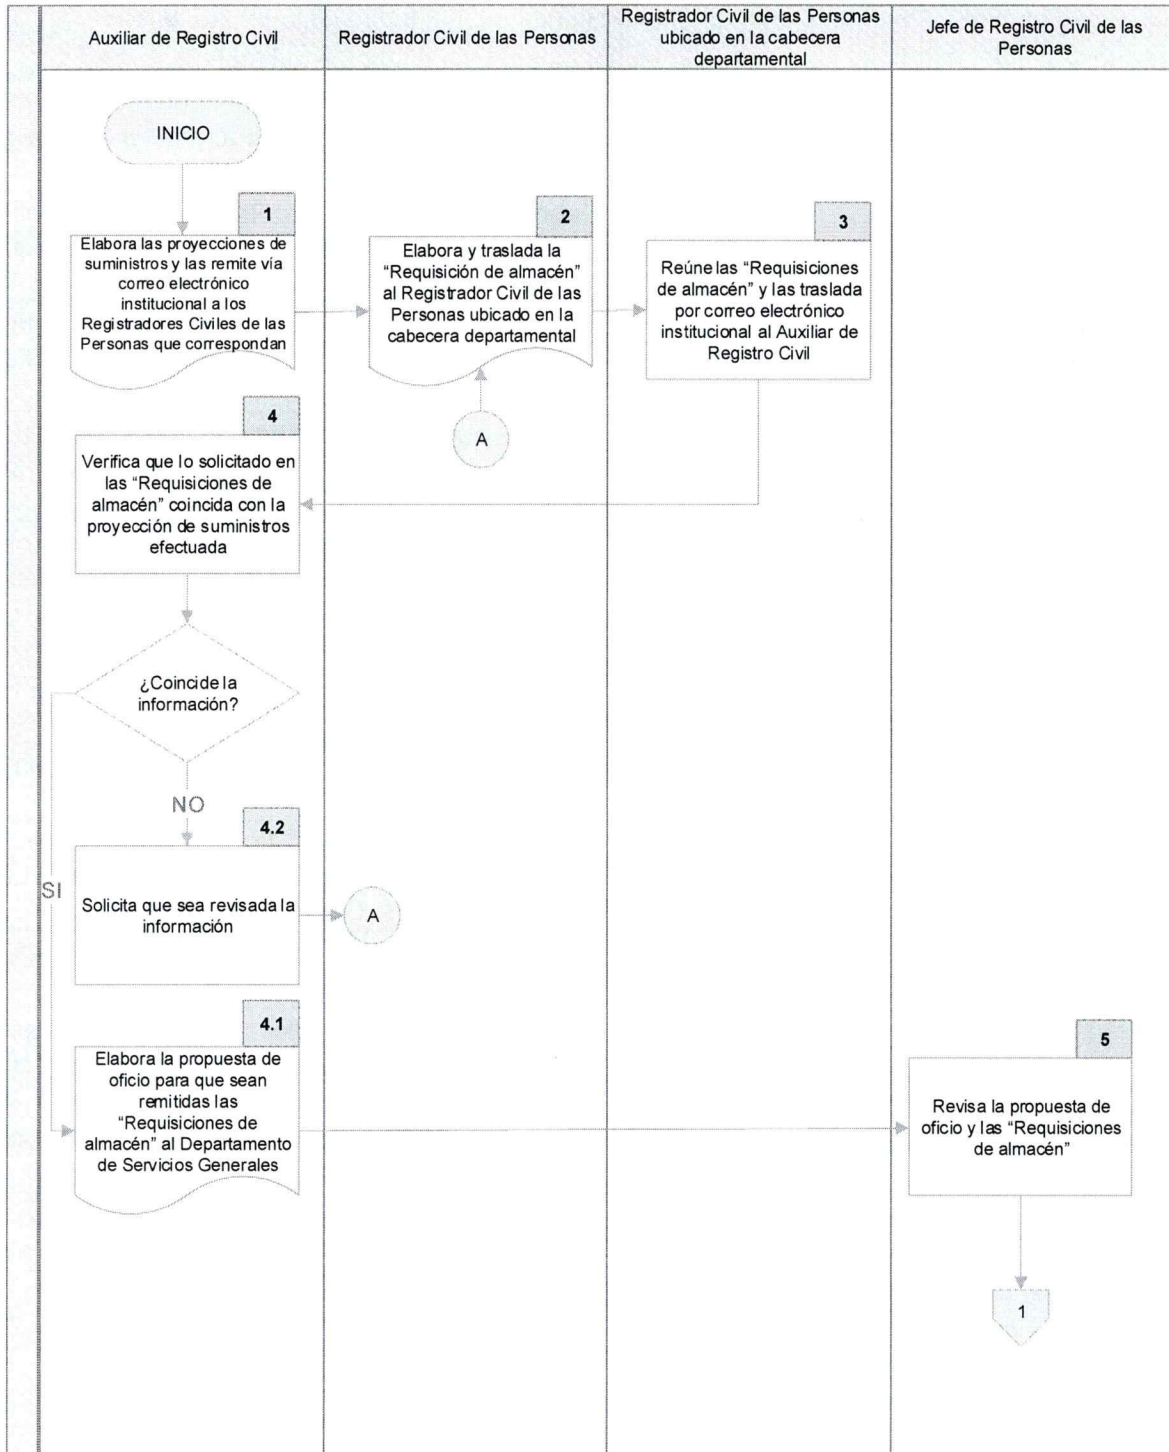 Auxiliar de Registro Civil
Registrador Civil de las Personas
Registrador Civil de las Personas
ubicado en la cabecera
departamental
Jefe de Registro Civil de las
Personas
INICIO
1
Elabora las proyecciones de
suministros y las remite vía
correo electrónico
institucional a los
Registradores Civiles de las
Personas que correspondan
2
Elabora y traslada la
“Requisición de almacén”
al Registrador Civil de las
Personas ubicado en la
cabecera departamental
3
Reúne las “Requisiciones
de almacén” y las traslada
por correo electrónico
institucional al Auxiliar de
Registro Civil
A
4
Verifica que lo solicitado en
las “Requisiciones de
almacén” coincida con la
proyección de suministros
efectuada
¿Coincide la
información?
NO
SI
4.2
Solicita que sea revisada la
información
A
4.1
Elabora la propuesta de
oficio para que sean
remitidas las
“Requisiciones de
almacén” al Departamento
de Servicios Generales
5
Revisa la propuesta de
oficio y las “Requisiciones
de almacén”
1